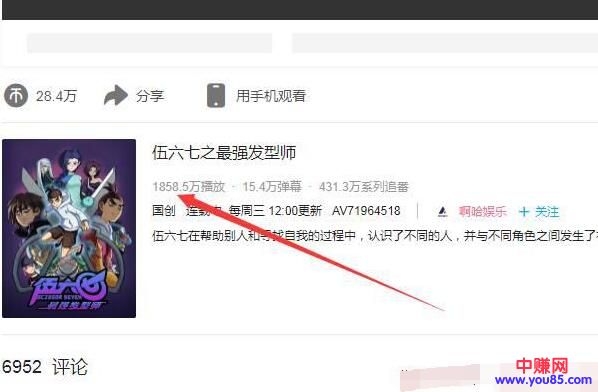 28.4万 分享 用手机观看
伍六七之最强发型师
1858.5万播放 · 15.4万弹幕 · 431.3万系列追番
国创 每周三 12:00更新 AV71964518 啊哈娱乐 + 关注
伍六七在帮助别人和寻找自我的过程中，认识了不同的人，并与不同角色之间发生了
伍六七
SCISSOR SEVEN
最强发型师
6952 评论
中赚网
www.you85.com